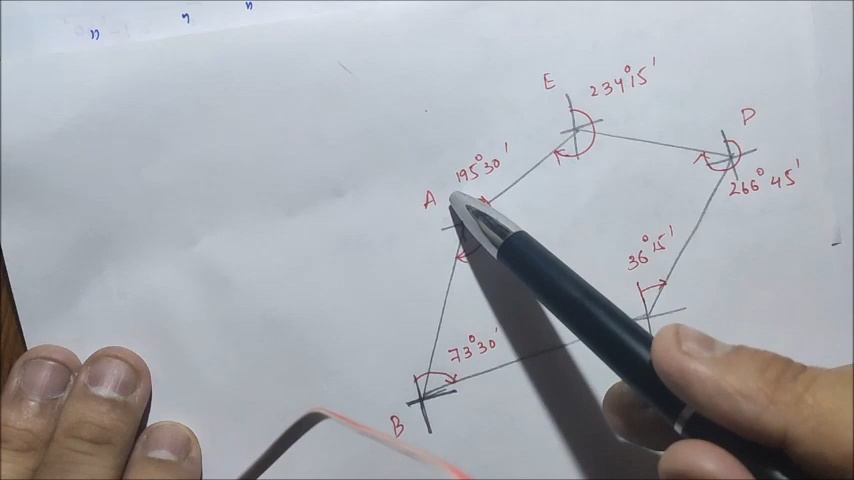 n n n
E
234°15'
D
195°30'
266°45'
A
36°15'
73°30'
B